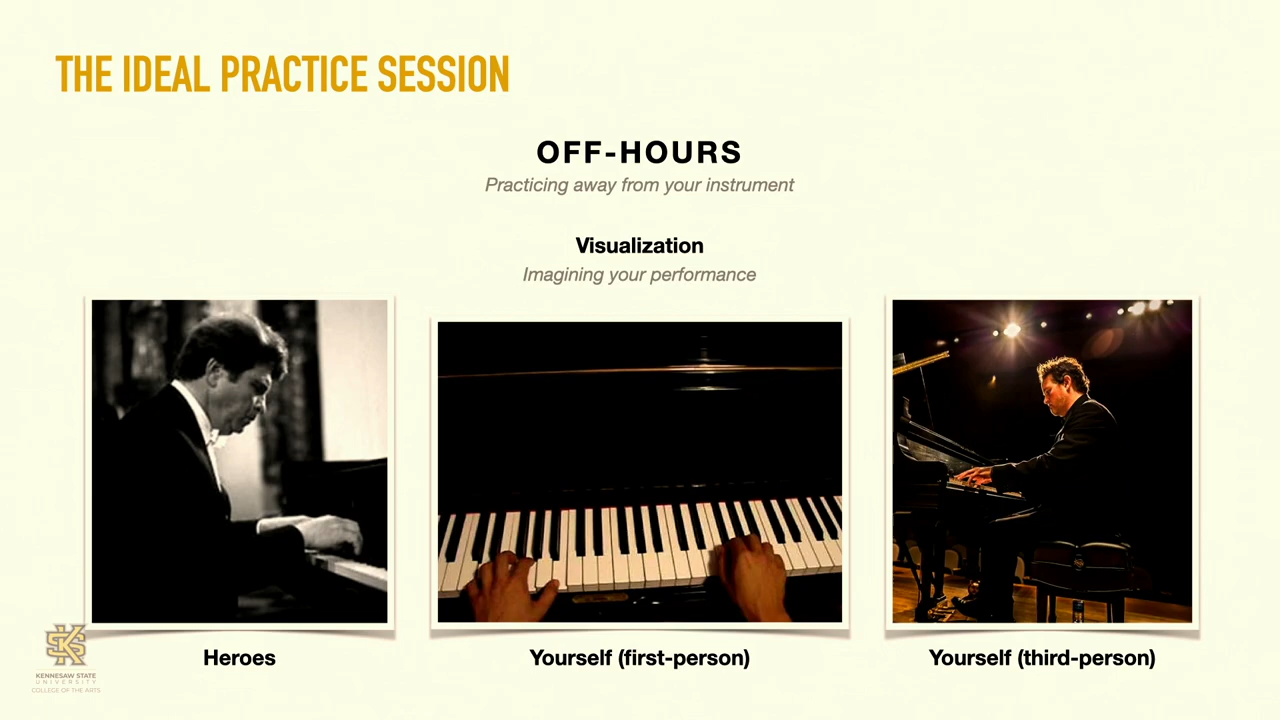 THE IDEAL PRACTICE SESSION
OFF-HOURS
Practicing away from your instrument
Visualization
Imagining your performance
Heroes
Yourself (first-person)
Yourself (third-person)
KS
KENNESAW STATE
UNIVERSITY
COLLEGE OF THE ARTS